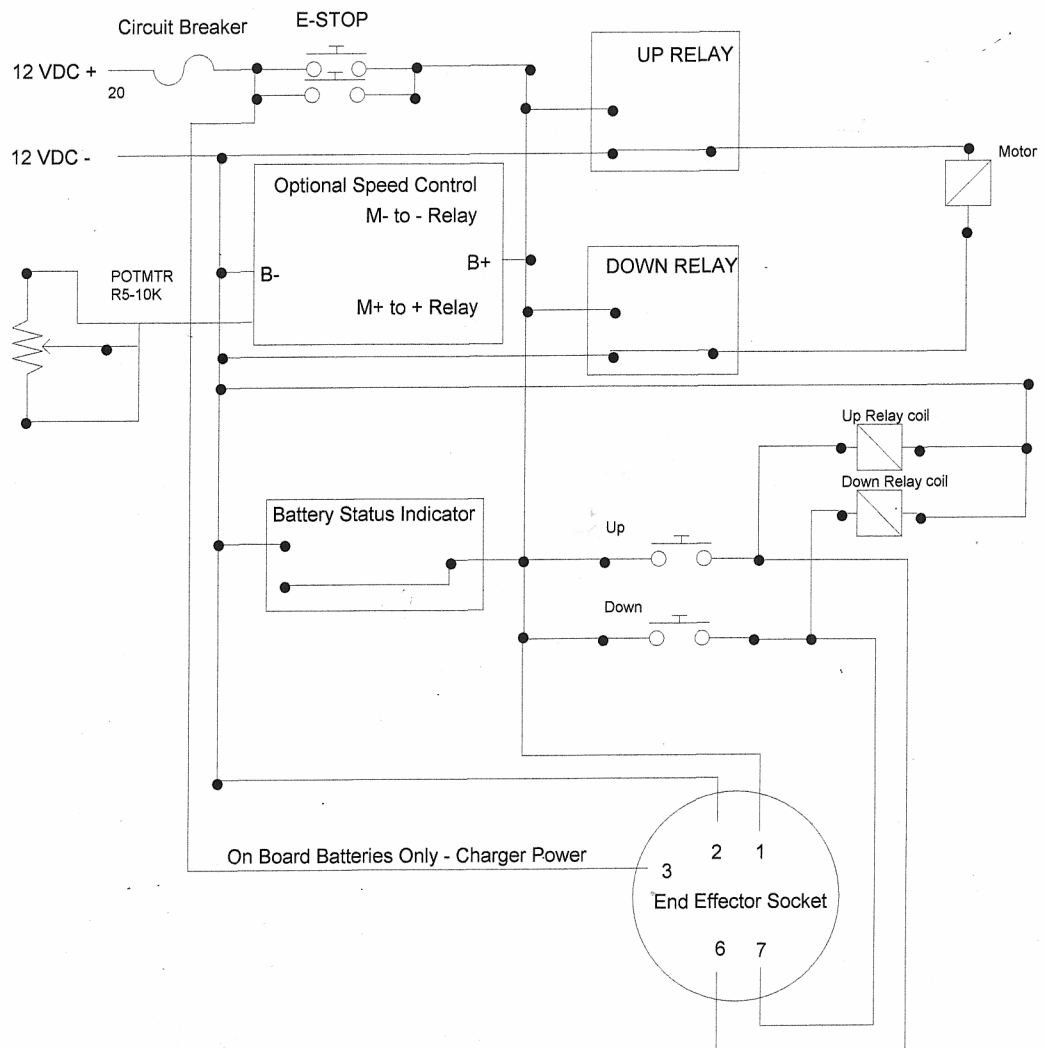 Circuit Breaker
E-STOP
12 VDC +
20
UP RELAY
12 VDC -
Motor
Optional Speed Control
M- to - Relay
B-
B+
M+ to + Relay
POTMTR
R5-10K
DOWN RELAY
Up Relay coil
Down Relay coil
Battery Status Indicator
Up
Down
On Board Batteries Only - Charger Power
2
1
3
End Effector Socket
6
7